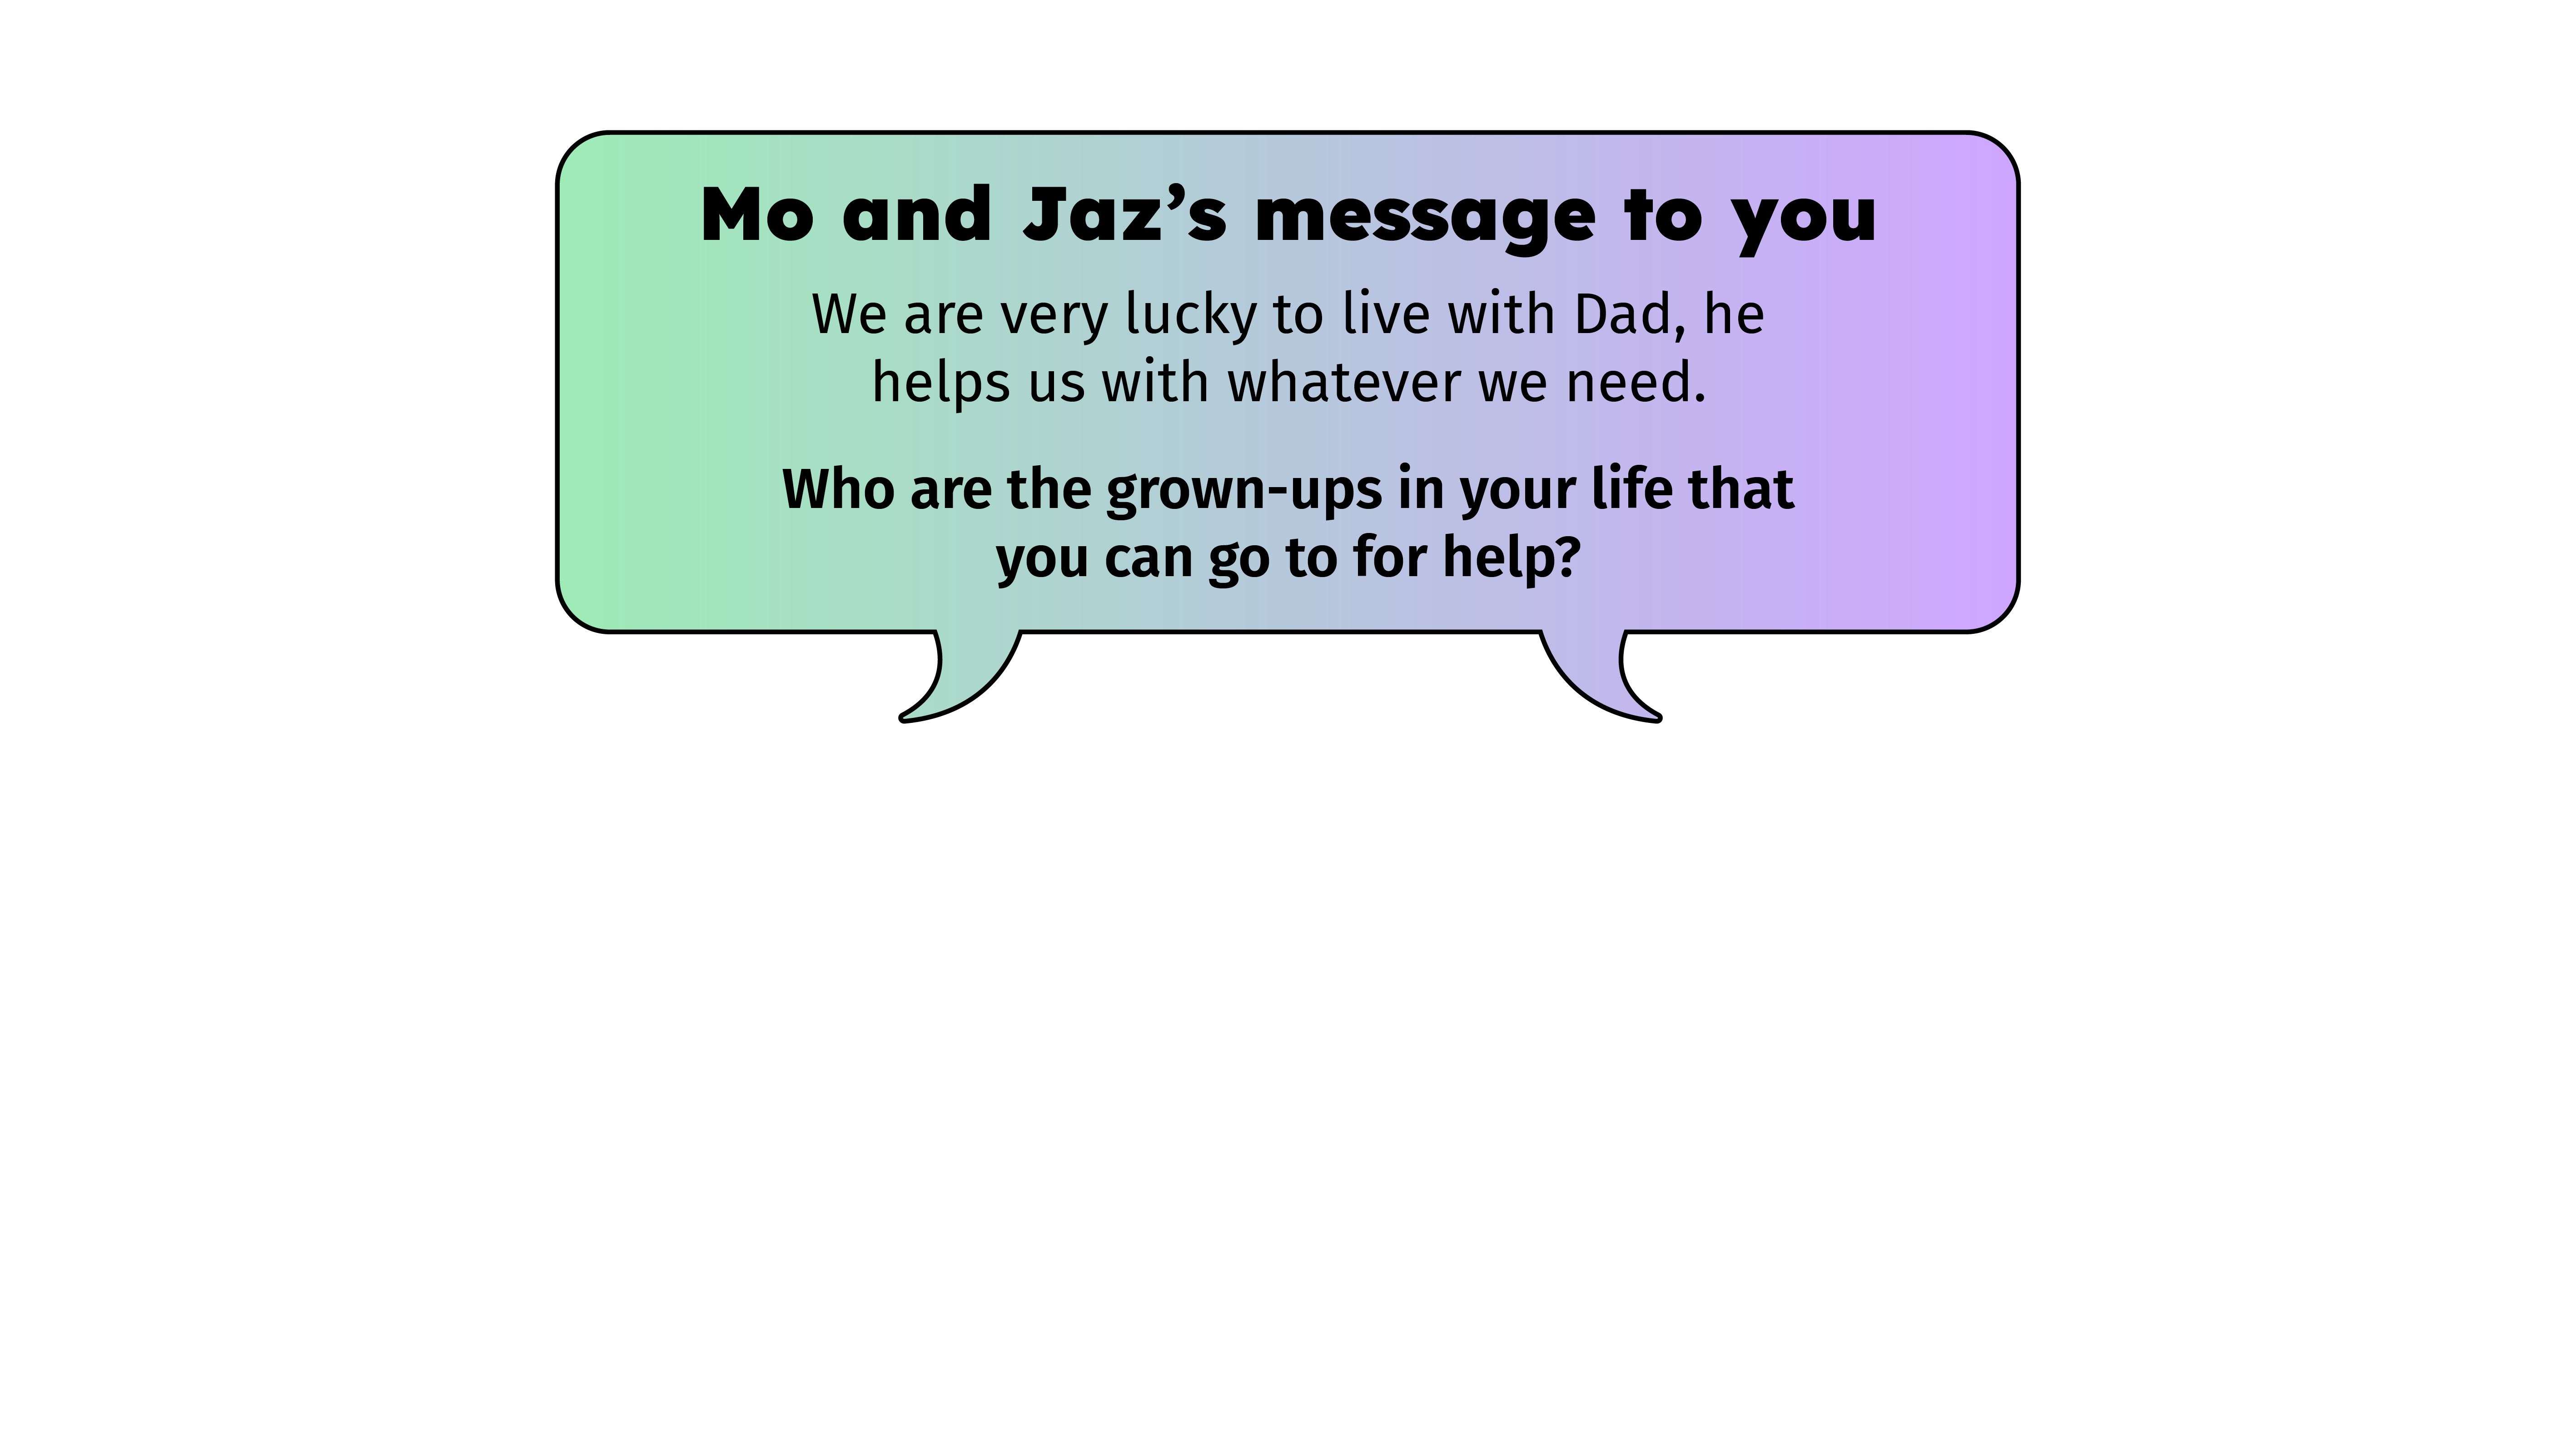 Mo and Jaz’s message to you
We are very lucky to live with Dad, he
helps us with whatever we need.
Who are the grown-ups in your life that
you can go to for help?